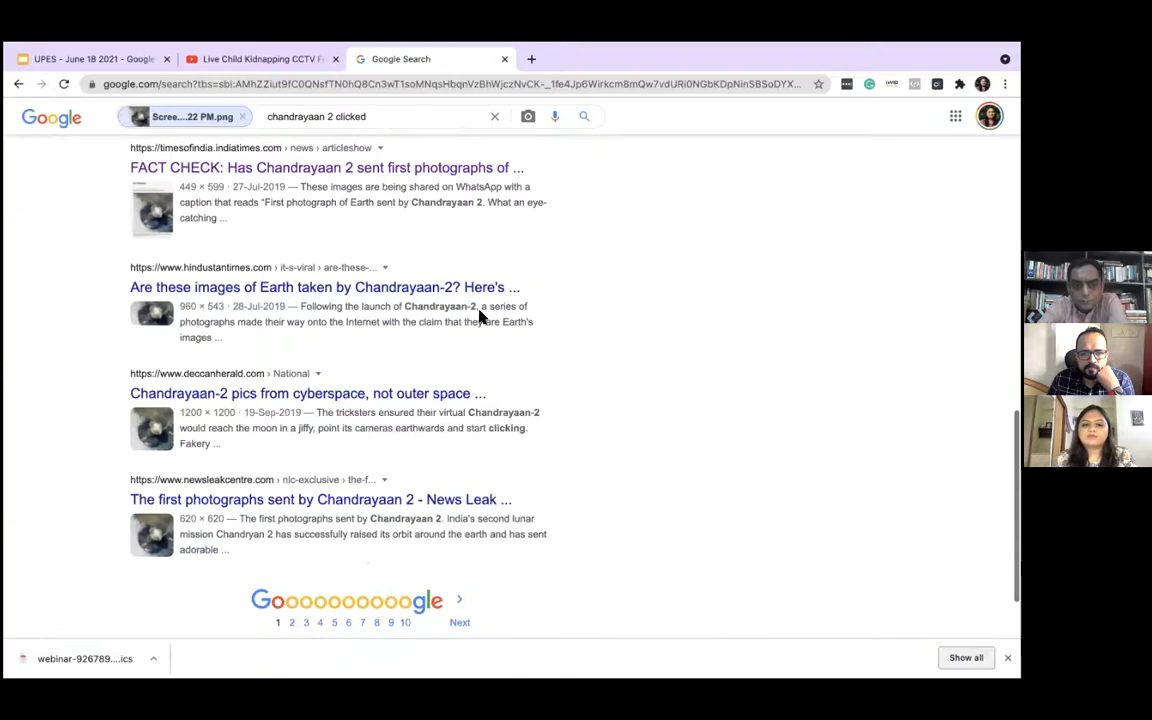 UPES - June 18 2021 - Google
Live Child Kidnapping CCTV F
Google Search
google.com/search?tbs=sbi:
Google
Scree....22 PM.png
chandrayaan 2 clicked
https://timesofindia.indiatimes.com › news › articleshow
FACT CHECK: Has Chandrayaan 2 sent first photographs of ...
449 × 599 · 27-Jul-2019 — These images are being shared on WhatsApp with a
caption that reads “First photograph of Earth sent by Chandrayaan 2. What an eye-
catching ...
https://www.hindustantimes.com › it-s-viral › are-these-...
Are these images of Earth taken by Chandrayaan-2? Here's ...
960 × 543 · 28-Jul-2019 — Following the launch of Chandrayaan-2, a series of
photographs made their way onto the Internet with the claim that they are Earth's
images ...
https://www.deccanherald.com › National
Chandrayaan-2 pics from cyberspace, not outer space ...
1200 × 1200 · 19-Sep-2019 — The tricksters ensured their virtual Chandrayaan-2
would reach the moon in a jiffy, point its cameras earthwards and start clicking.
Fakery ...
https://www.newsleakcentre.com › nlc-exclusive › the-f...
The first photographs sent by Chandrayaan 2 - News Leak ...
620 × 620 — The first photographs sent by Chandrayaan 2. India's second lunar
mission Chandryan 2 has successfully raised its orbit around the earth and has sent
adorable ...
Goooooooooogle
1 2 3 4 5 6 7 8 9 10 Next
webinar-926789....ics
Show all